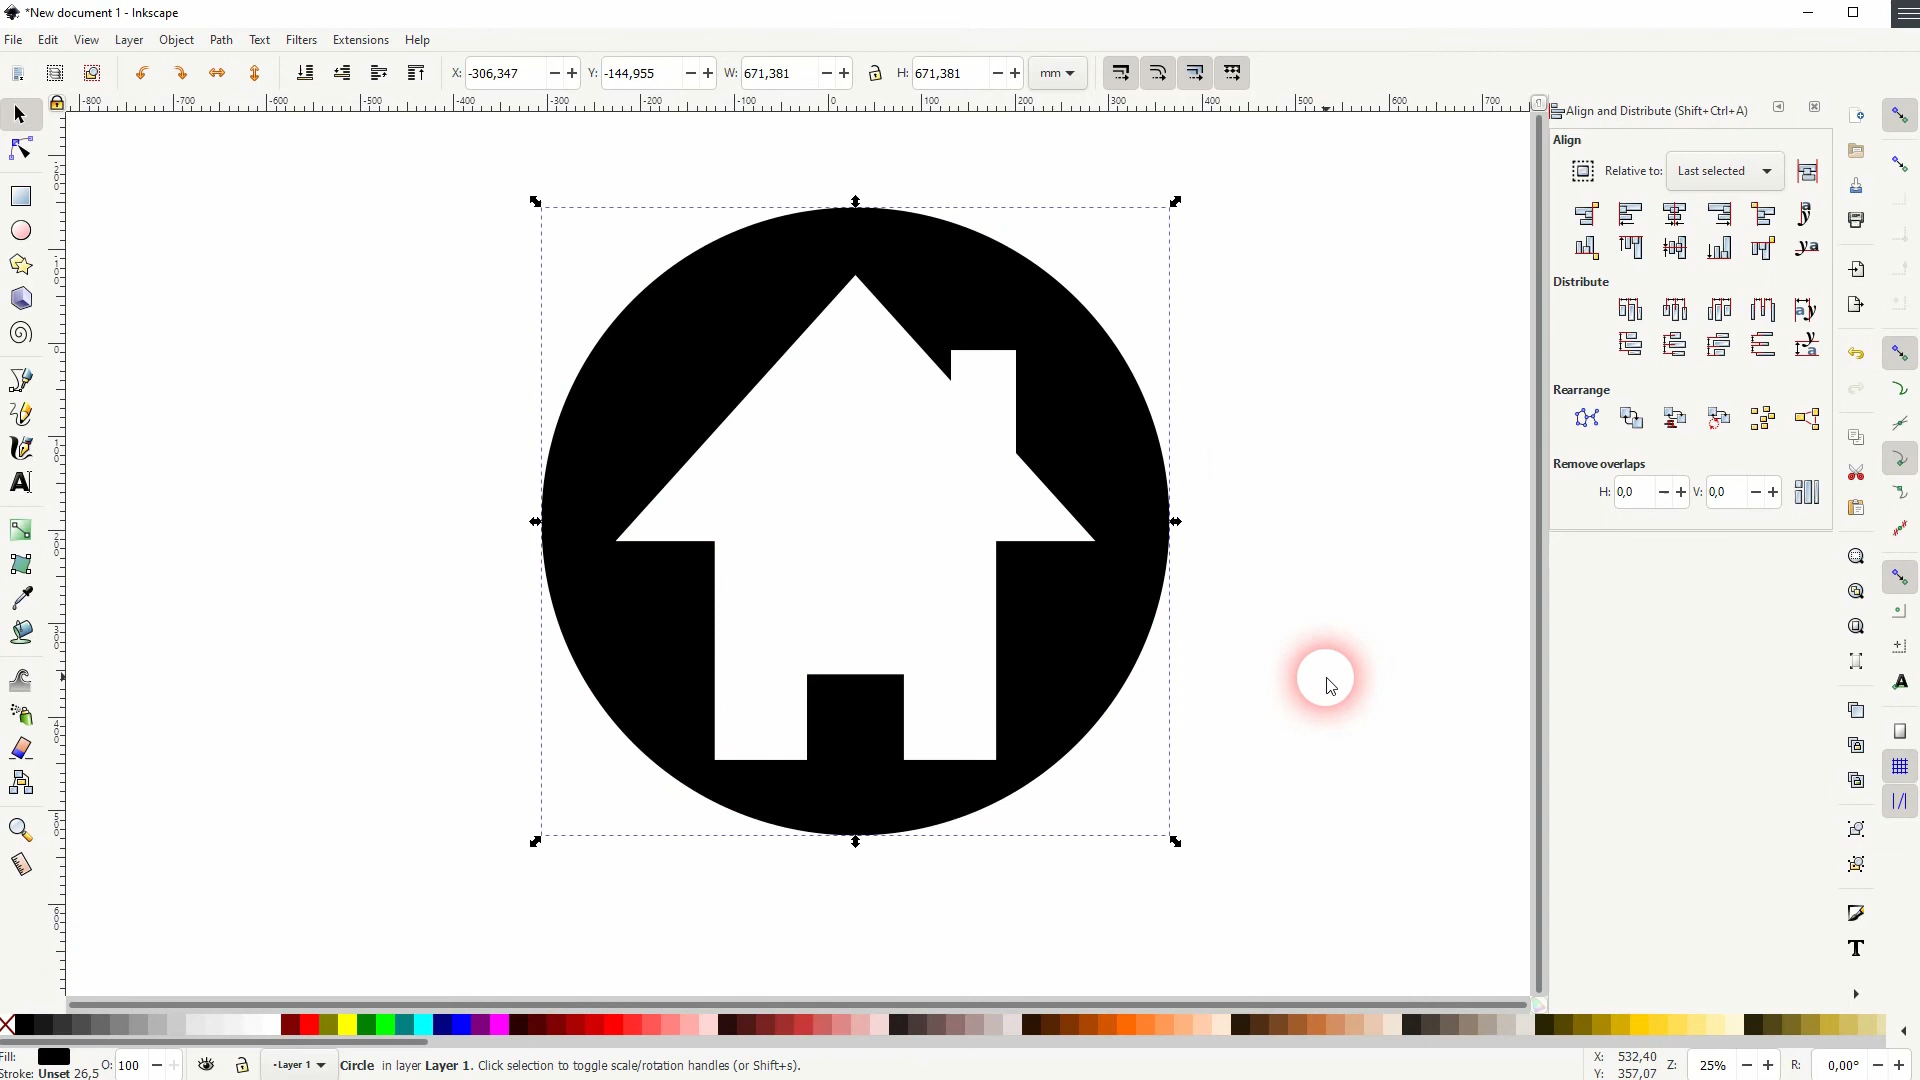 *New document 1 - Inkscape
File Edit View Layer Object Path Text Filters Extensions Help
X: -306,347 Y: -144,955 W: 671,381 H: 671,381 mm
-800 -700 -600 -500 -400 -300 -200 -100 0 100 200 300 400 500 600 700
Align and Distribute (Shift+Ctrl+A)
Align
Relative to: Last selected
Distribute
Rearrange
Remove overlaps
H: 0,0 V: 0,0
Fill:
Stroke: Unset 26,5
O: 100
-Layer 1
Circle in layer Layer 1. Click selection to toggle scale/rotation handles (or Shift+s).
X: 532,40
Y: 357,07
Z: 25%
R: 0,00°